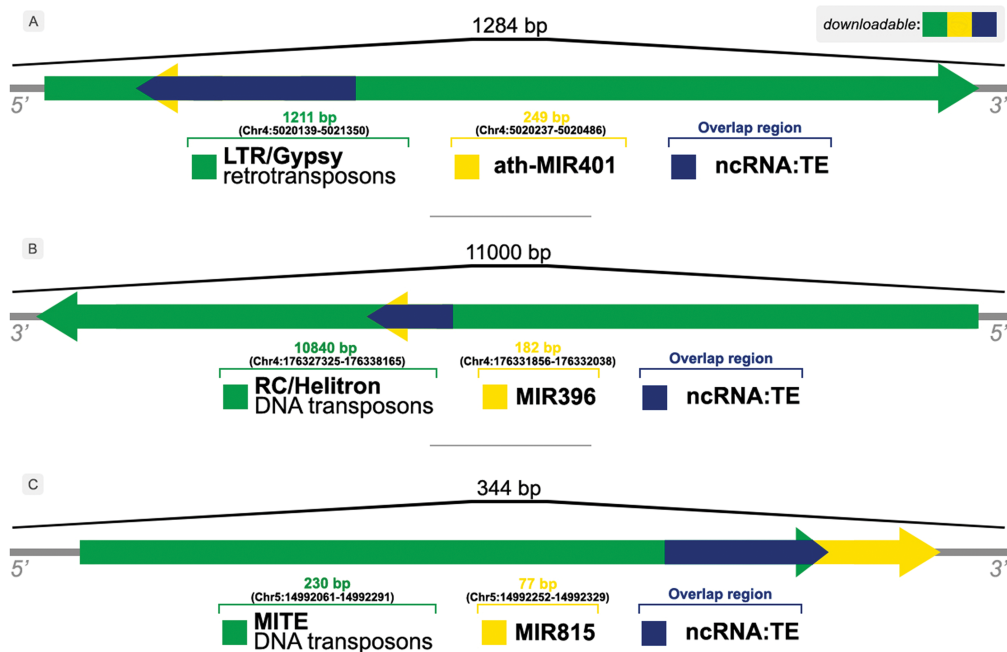 A
1284 bp
downloadable:
5’
3’
1211 bp
(Chr4:5020139-5021350)
LTR/Gypsy
retrotransposons
249 bp
(Chr4:5020237-5020486)
ath-MIR401
Overlap region
ncRNA:TE
B
11000 bp
3’
5’
10840 bp
(Chr4:176327325-176338165)
RC/Helitron
DNA transposons
182 bp
(Chr4:176331856-176332038)
MIR396
Overlap region
ncRNA:TE
C
344 bp
5’
3’
230 bp
(Chr5:14992061-14992291)
MITE
DNA transposons
77 bp
(Chr5:14992252-14992329)
MIR815
Overlap region
ncRNA:TE